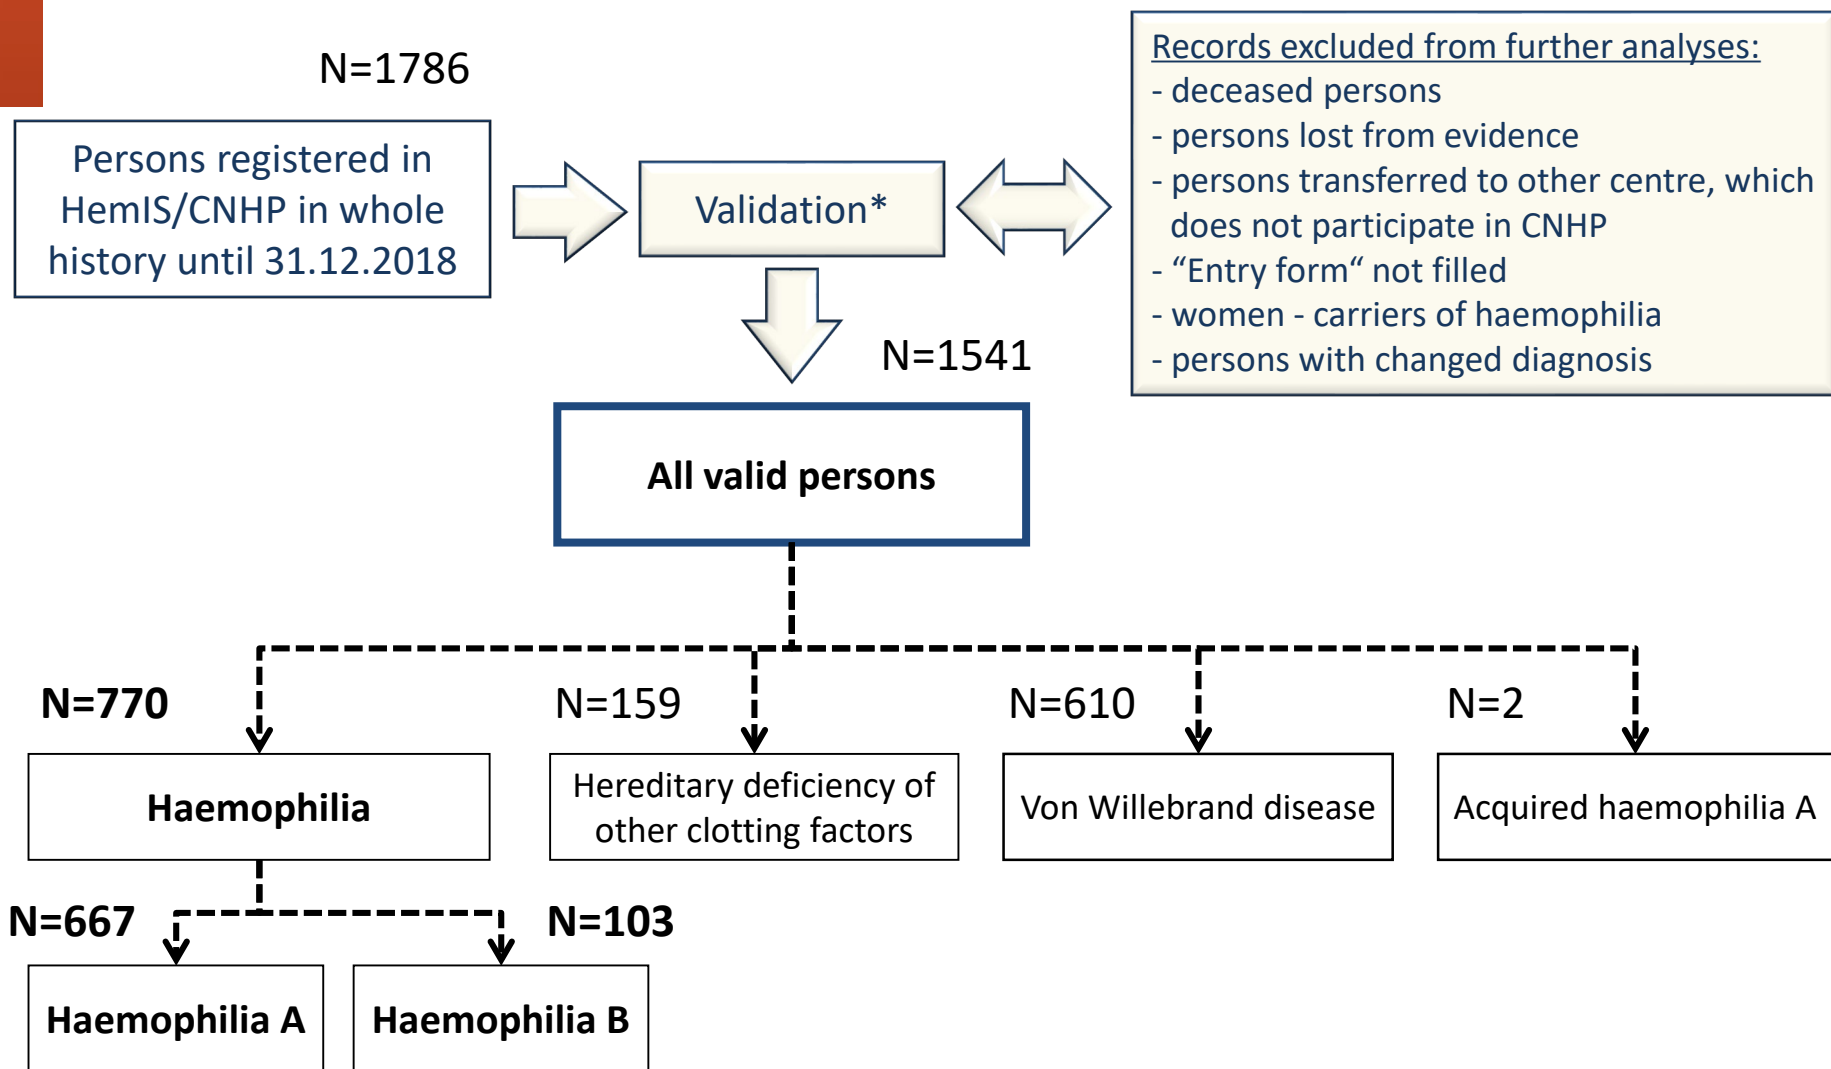 N=1786
Persons registered in
HemIS/CNHP in whole
history until 31.12.2018
Validation*
Records excluded from further analyses:
- deceased persons
- persons lost from evidence
- persons transferred to other centre, which
does not participate in CNHP
- “Entry form“ not filled
- women - carriers of haemophilia
- persons with changed diagnosis
N=1541
All valid persons
N=770
N=159
N=610
N=2
Haemophilia
Hereditary deficiency of
other clotting factors
Von Willebrand disease
Acquired haemophilia A
N=667
N=103
Haemophilia A
Haemophilia B